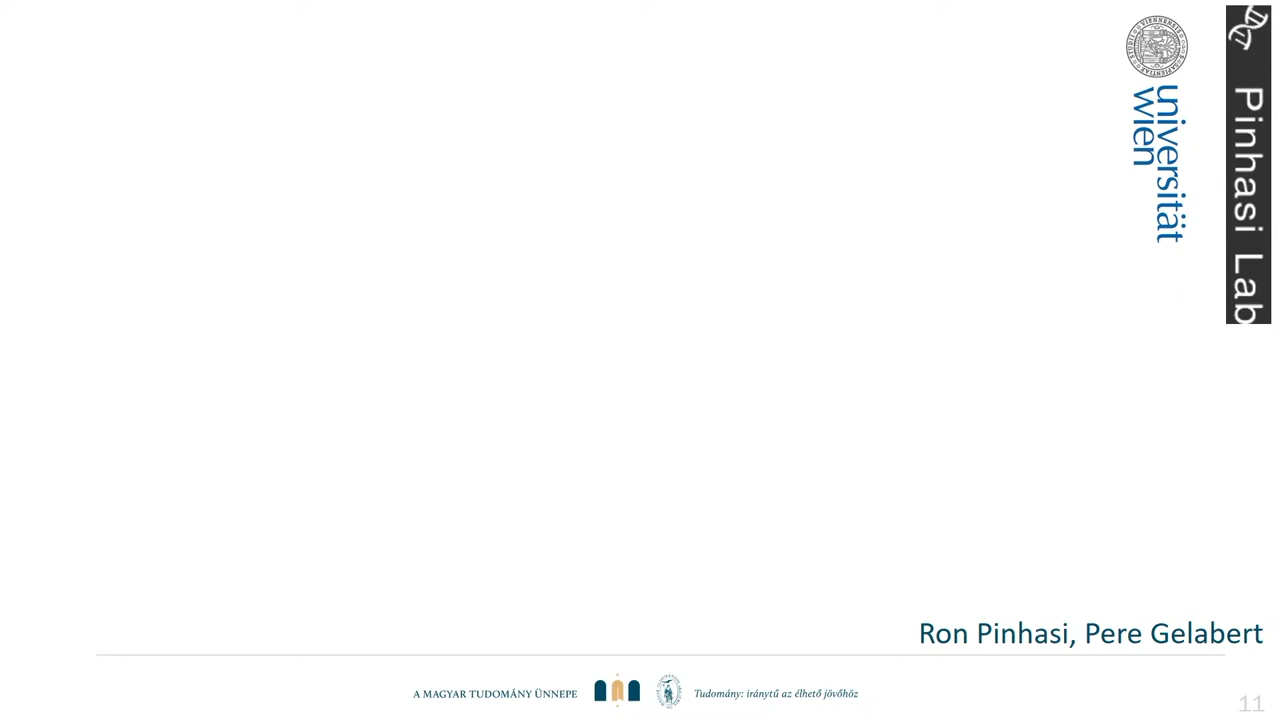 universität
wien
Pinhasi Lab
Ron Pinhasi, Pere Gelabert
A MAGYAR TUDOMÁNY ÜNNEPE
Tudomány: iránytű az élhető jövőhöz
11